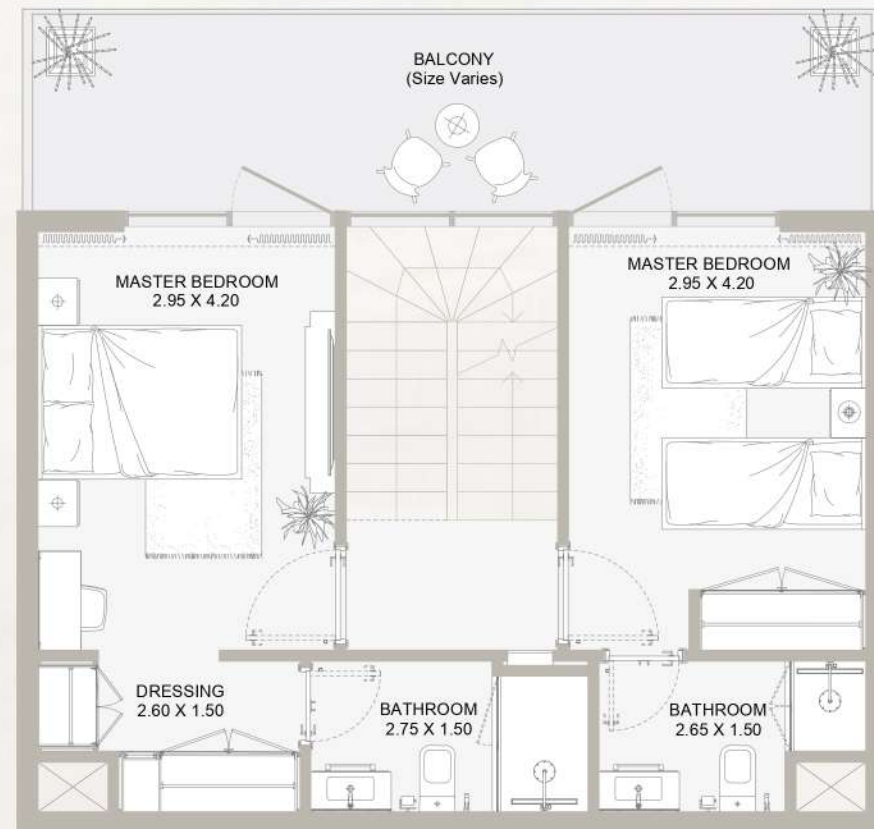 BALCONY
(Size Varies)
MASTER BEDROOM
2.95 X 4.20
MASTER BEDROOM
2.95 X 4.20
DRESSING
2.60 X 1.50
BATHROOM
2.75 X 1.50
BATHROOM
2.65 X 1.50